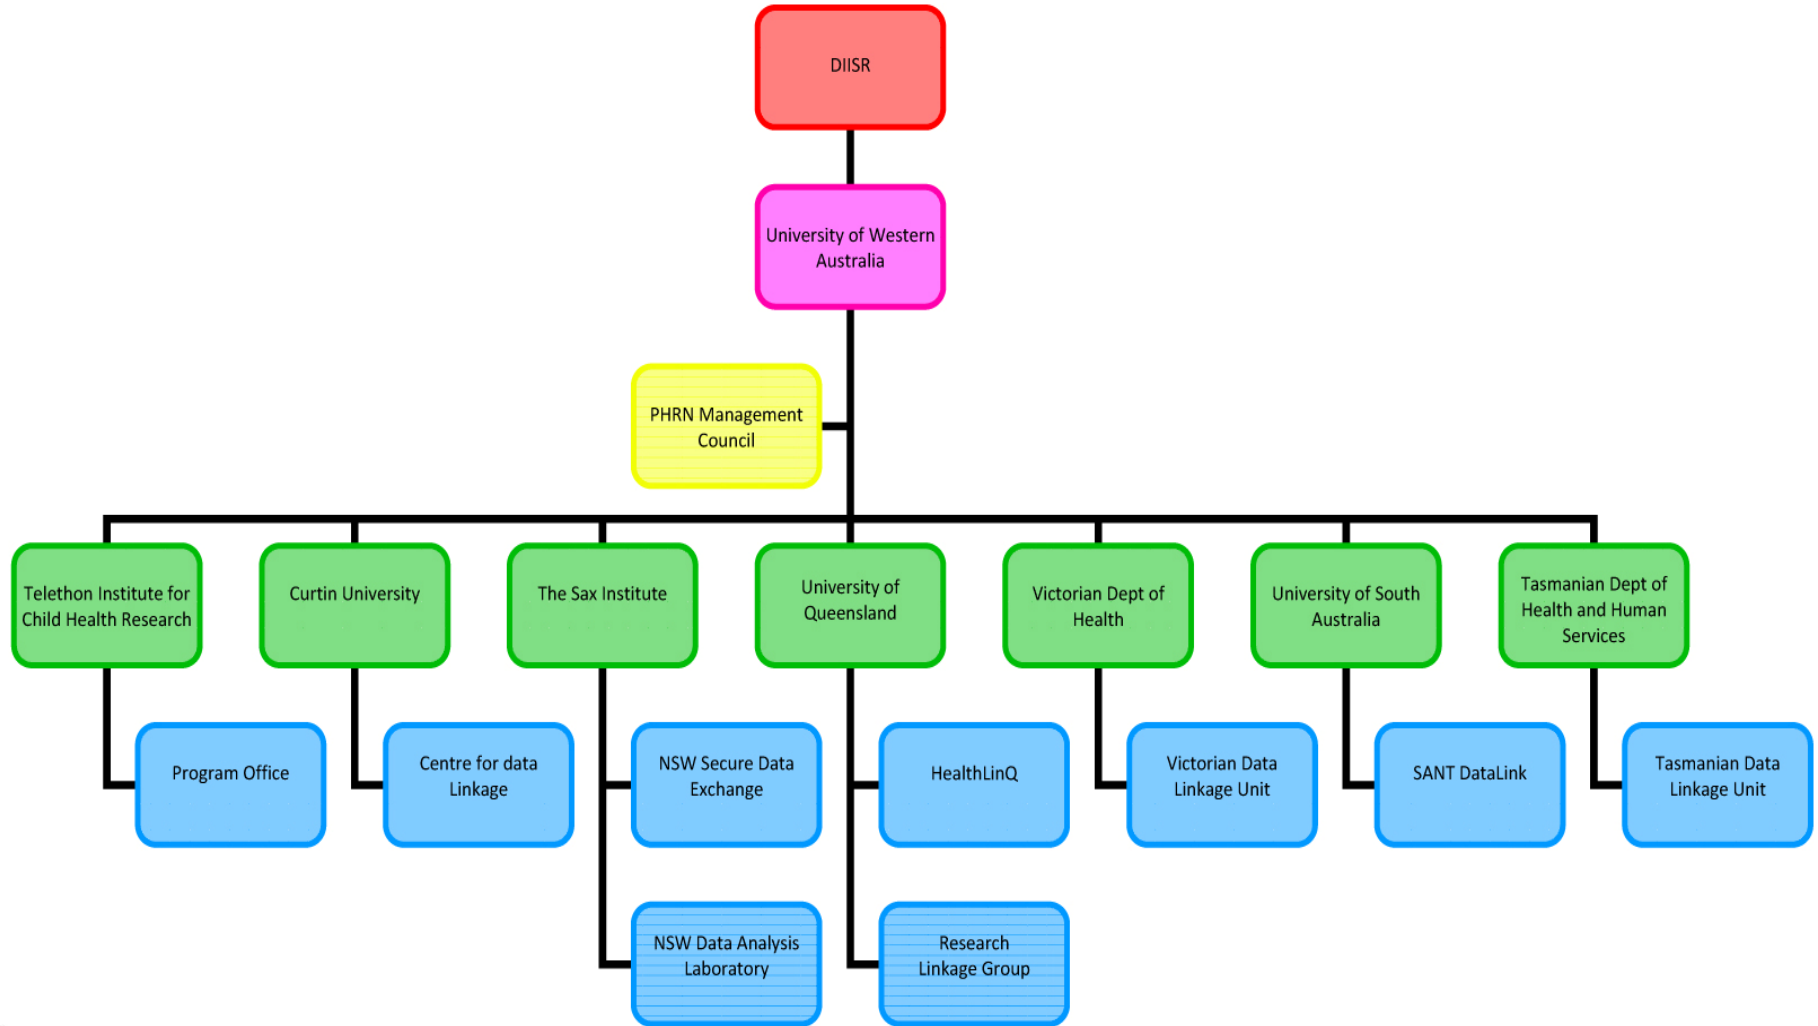 DIISR
University of Western
Australia
PHRN Management
Council
Telethon Institute for
Child Health Research
Curtin University
The Sax Institute
University of
Queensland
Victorian Dept of
Health
University of South
Australia
Tasmanian Dept of
Health and Human
Services
Program Office
Centre for data
Linkage
NSW Secure Data
Exchange
HealthLinQ
Victorian Data
Linkage Unit
SANT DataLink
Tasmanian Data
Linkage Unit
NSW Data Analysis
Laboratory
Research
Linkage Group